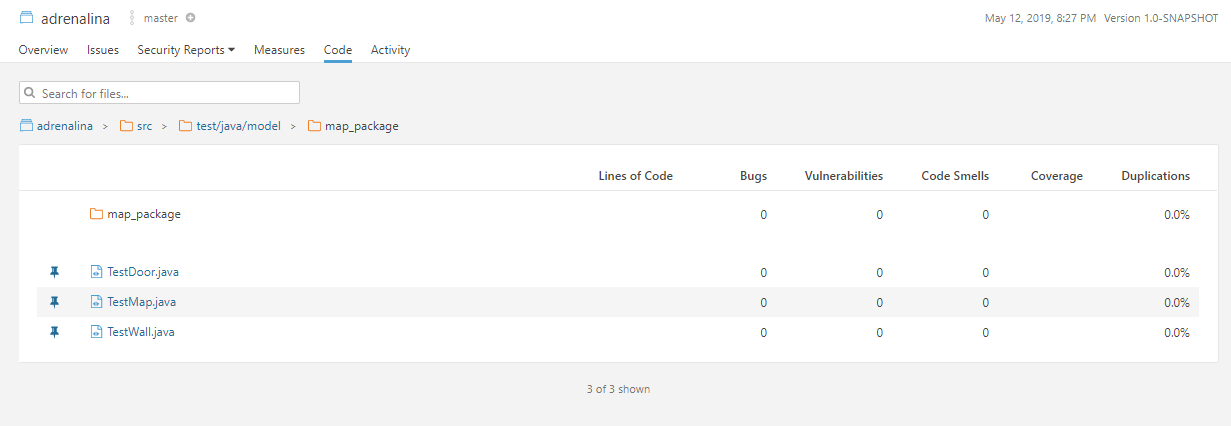 adrenalina master May 12, 2019, 8:27 PM Version 1.0-SNAPSHOT
Overview Issues Security Reports Measures Code Activity
Search for files...
adrenalina > src > test/java/model > map_package
Lines of Code Bugs Vulnerabilities Code Smells Coverage Duplications
map_package 0 0 0 0.0%
TestDoor.java 0 0 0 0.0%
TestMap.java 0 0 0 0.0%
TestWall.java 0 0 0 0.0%
3 of 3 shown